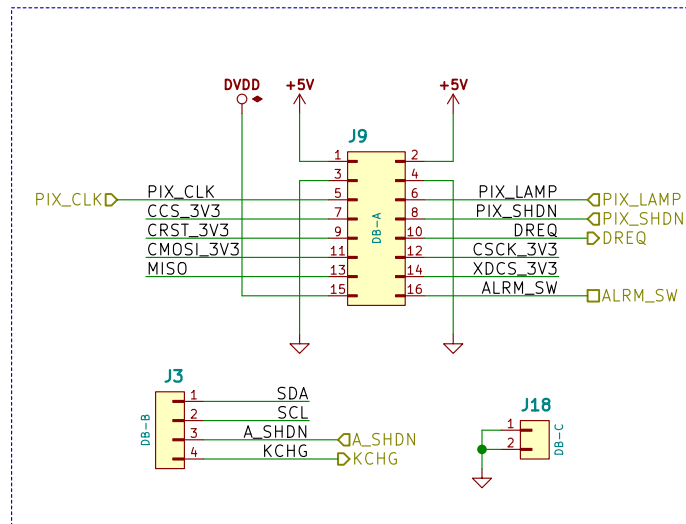 DVDD +5V +5V
J9
1 2
3 4
PIX_CLK PIX_CLK 5 6 PIX_LAMP PIX_LAMP
CCS_3V3 7 8 PIX_SHDN PIX_SHDN
CRST_3V3 9 10 DREQ DREQ
CMOSI_3V3 11 12 CSCK_3V3
MISO 13 14 XDCS_3V3
15 16 ALRM_SW ALRM_SW
DB-A
J3
1 SDA
2 SCL
3 A_SHDN A_SHDN
4 KCHG KCHG
DB-B
J18
1
2
DB-C